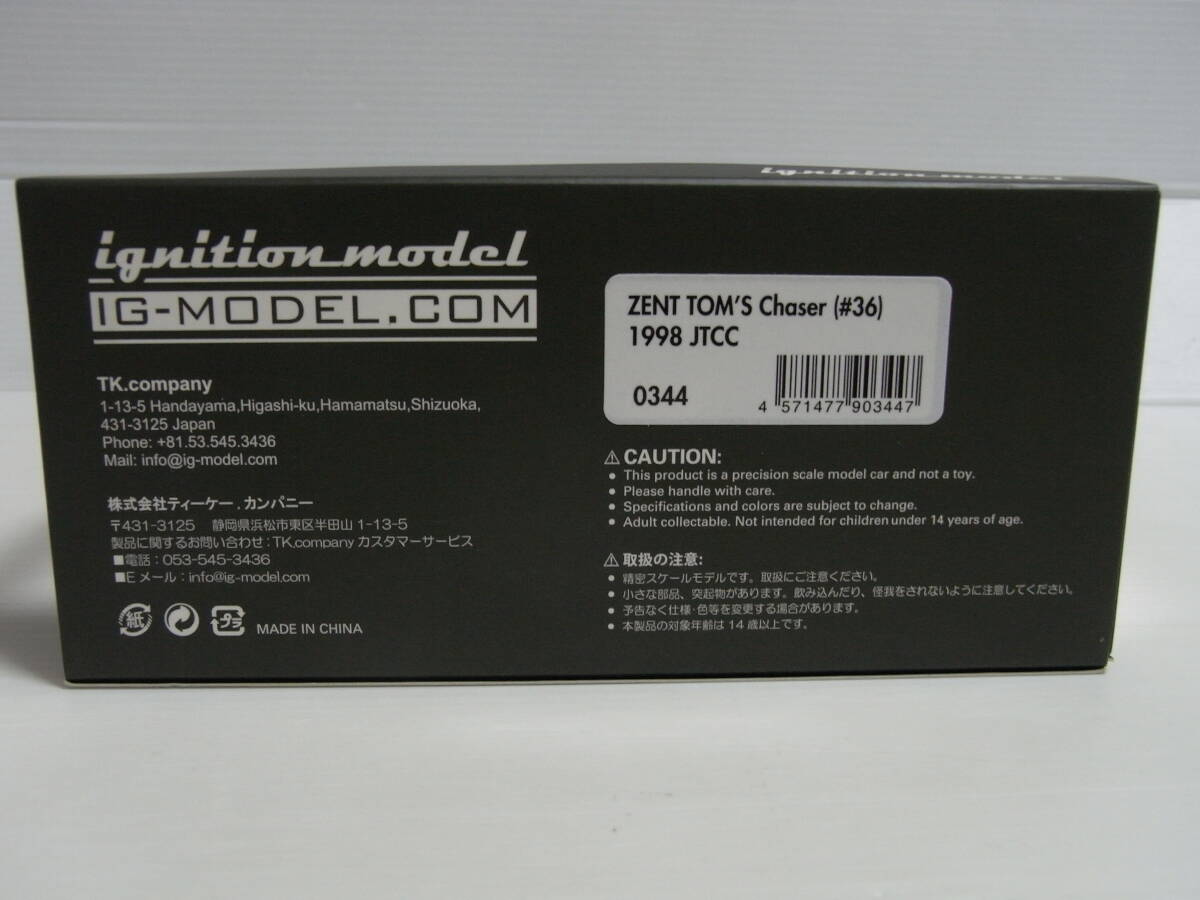 ignition model
ignition model
IG-MODEL.COM
TK.company
1-13-5 Handayama,Higashi-ku,Hamamatsu,Shizuoka,
431-3125 Japan
Phone: +81.53.545.3436
Mail: info@ig-model.com
株式会社ティーケー.カンパニー
〒431-3125 静岡県浜松市東区半田山1-13-5
製品に関するお問い合わせ:TK.company カスタマーサービス
■電話:053-545-3436
■Eメール:info@ig-model.com
紙 プラ MADE IN CHINA
ZENT TOM'S Chaser (#36)
1998 JTCC
0344
4 571477 903447
⚠ CAUTION:
• This product is a precision scale model car and not a toy.
• Please handle with care.
• Specifications and colors are subject to change.
• Adult collectable. Not intended for children under 14 years of age.
⚠ 取扱の注意:
• 精密スケールモデルです。取扱にご注意ください。
• 小さな部品、突起物があります。飲み込んだり、怪我をされないように注意してください。
• 予告なく仕様・色等を変更する場合があります。
• 本製品の対象年齢は14歳以上です。